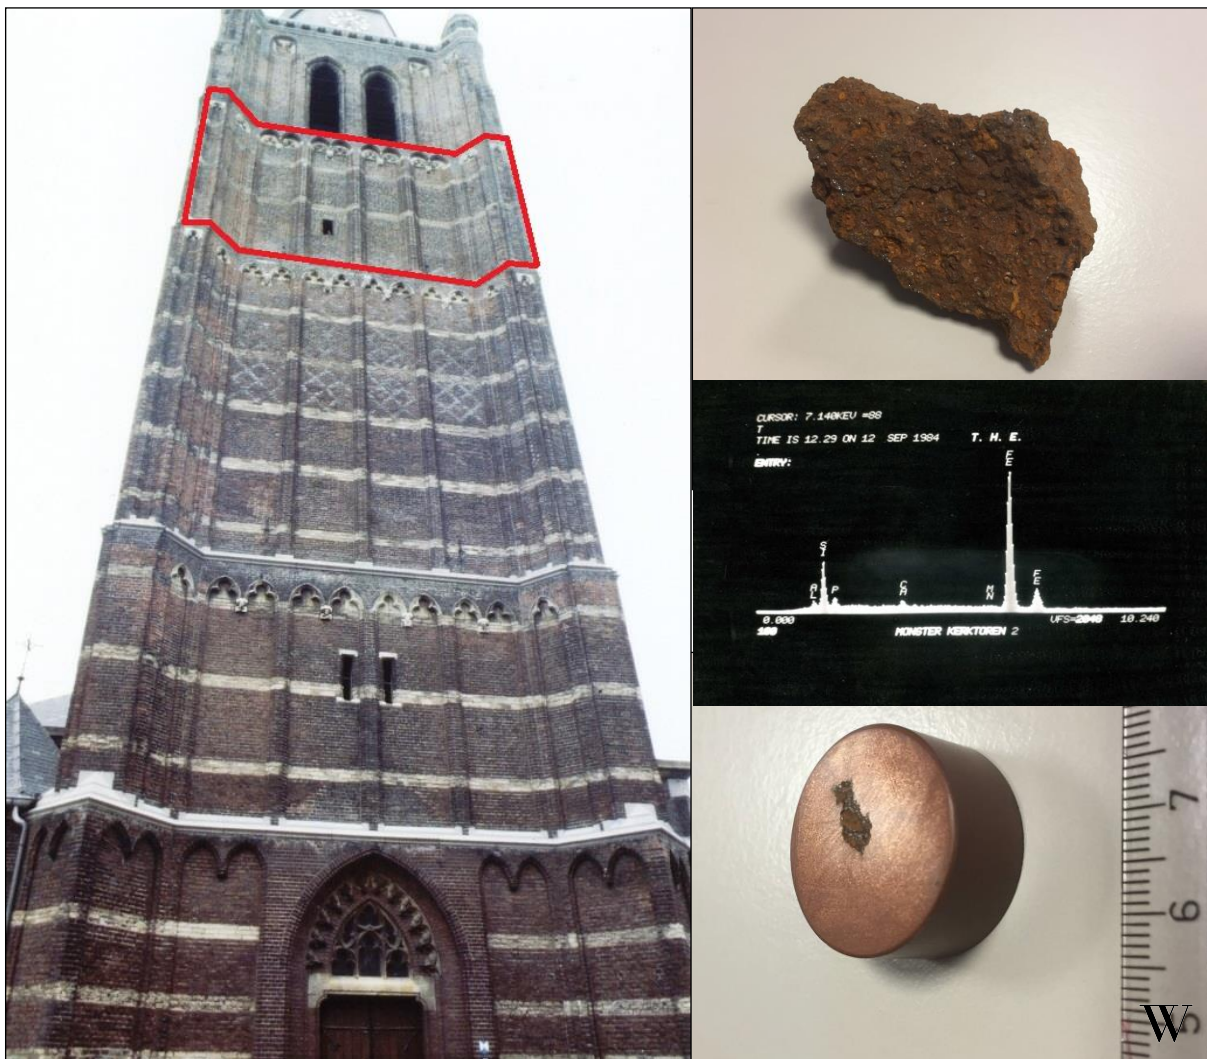 CURSOR: 7.140KEV =88
T
TIME IS 12.29 ON 12 SEP 1984 T. H. E.
ENTRY:
FE
SI
AL
P
CA
MN
FE
0.000 VFS=2048 10.240
100 MONSTER KERKTOREN 2
7
6
5
W